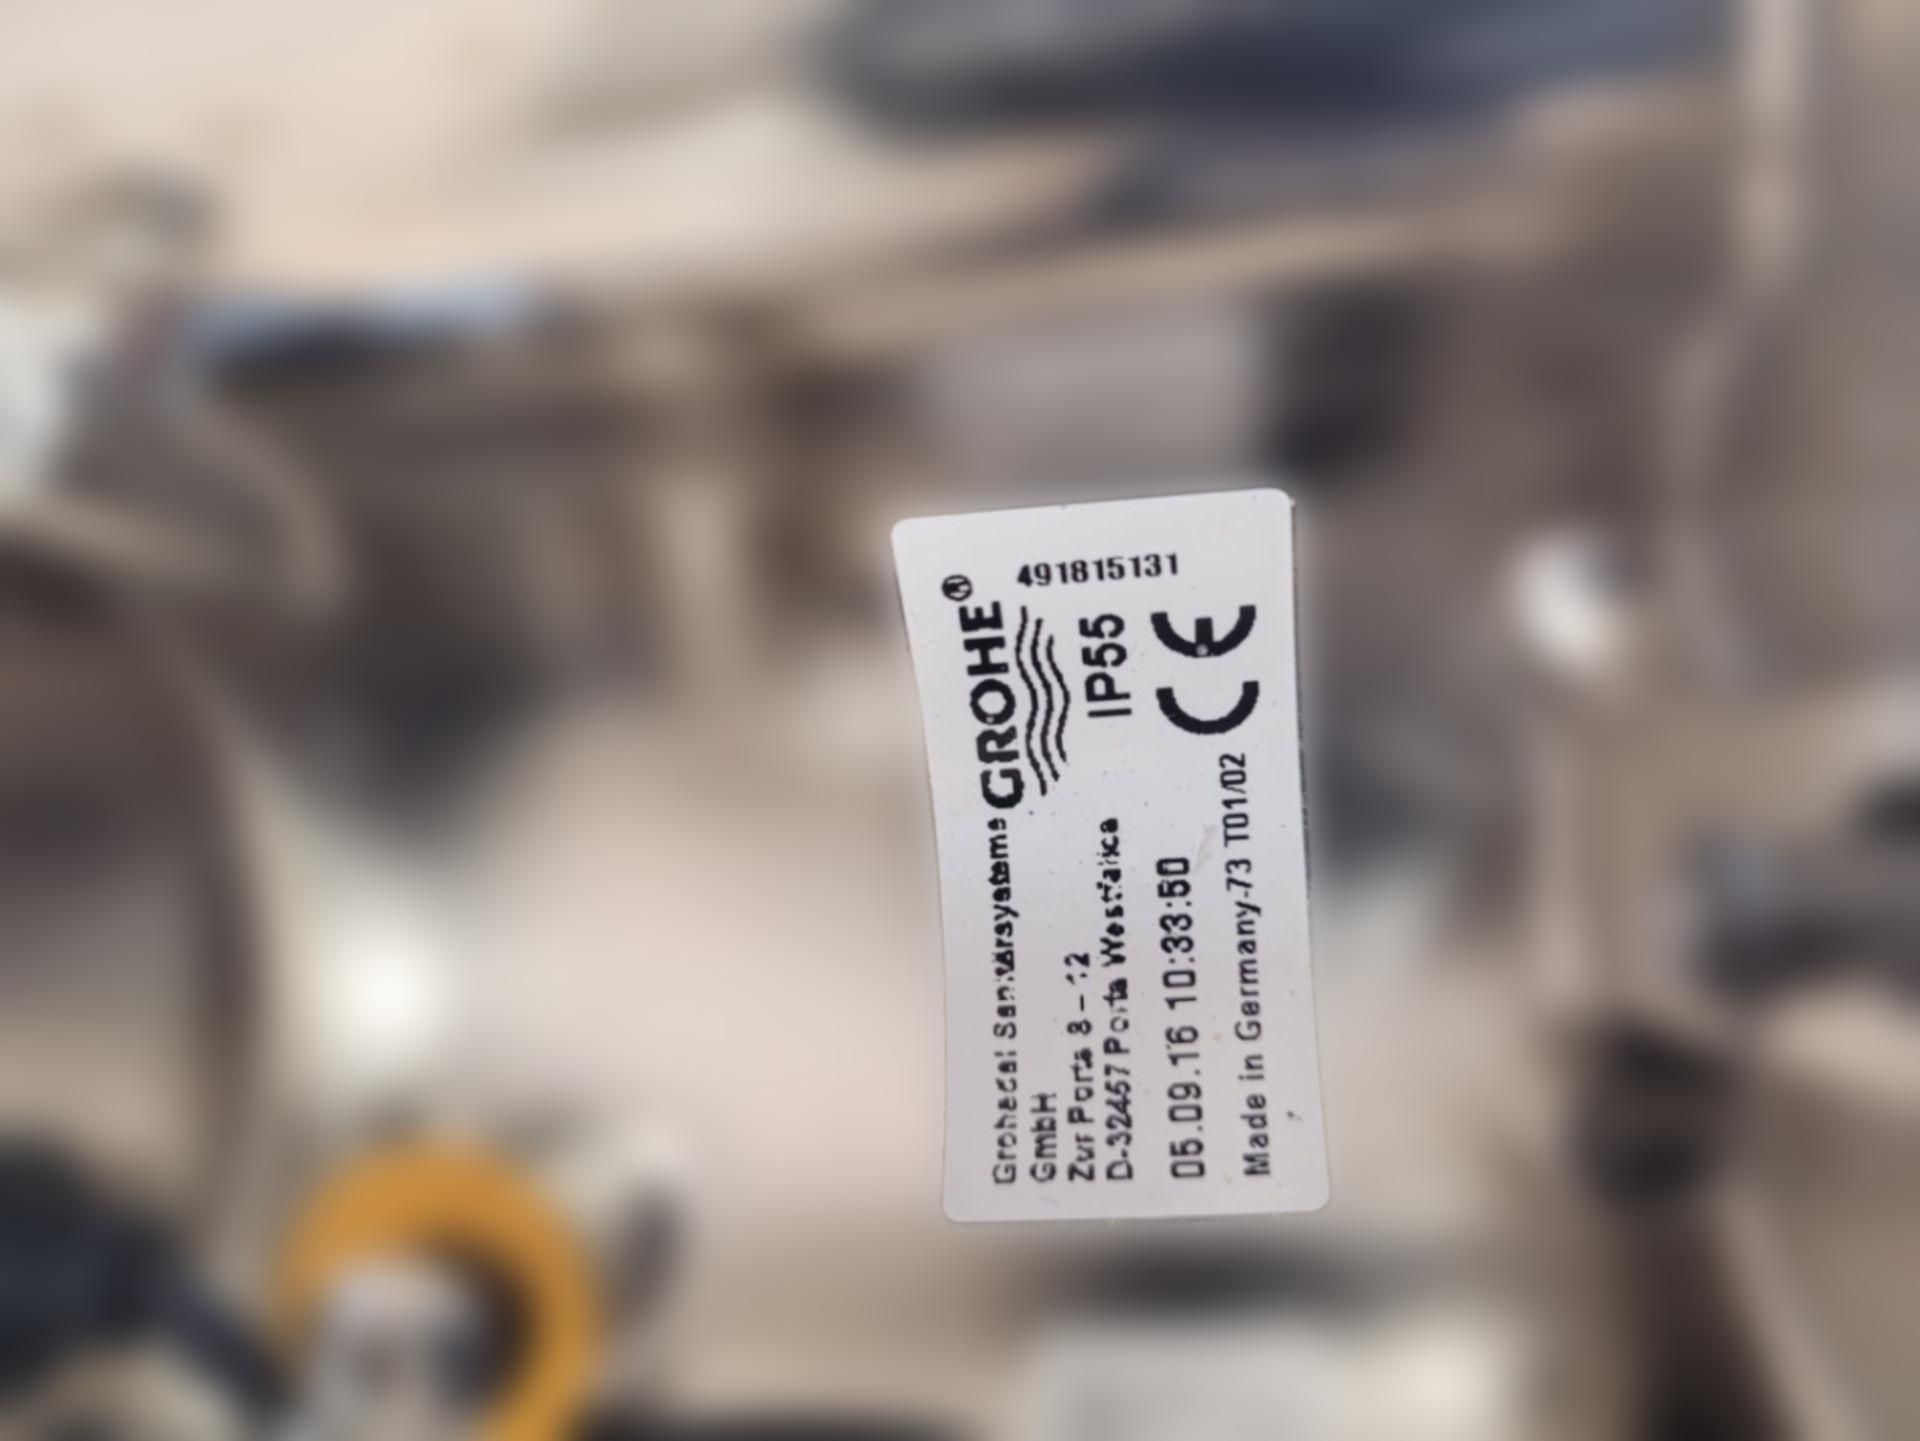 Grohedal Sanitärsysteme GROHE®
GmbH
491815131
Zur Porta 8 – 12
D-32457 Porta Westfalica
IP55
05.09.16 10:33:50
CE
Made in Germany-73 T01/02